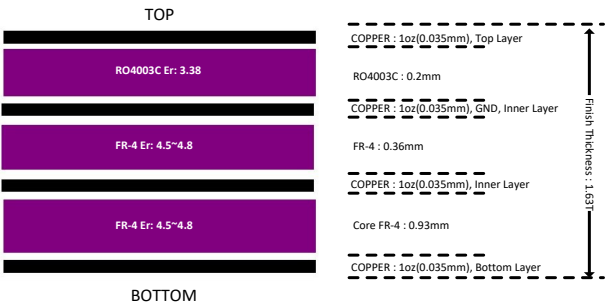 TOP
COPPER : 1oz(0.035mm), Top Layer
RO4003C Er: 3.38
RO4003C : 0.2mm
COPPER : 1oz(0.035mm), GND, Inner Layer
FR-4 Er: 4.5~4.8
FR-4 : 0.36mm
COPPER : 1oz(0.035mm), Inner Layer
FR-4 Er: 4.5~4.8
Core FR-4 : 0.93mm
COPPER : 1oz(0.035mm), Bottom Layer
BOTTOM
Finish Thickness : 1.63T